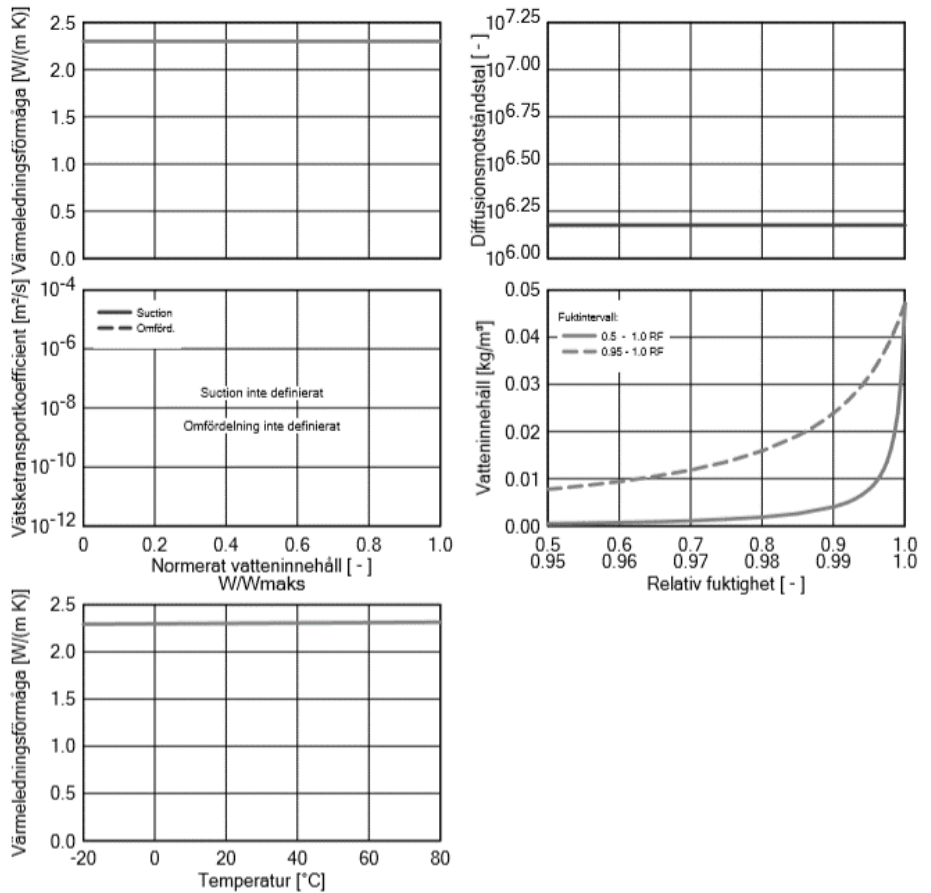 Värmeledningsförmåga [W/(m K)]
2.5
2.0
1.5
1.0
0.5
0.0
Diffusionsmotståndstal [ - ]
10^7.25
10^7.00
10^6.75
10^6.50
10^6.25
10^6.00
Vätsketransportkoefficient [m²/s]
10^-4
10^-6
10^-8
10^-10
10^-12
Suction
Omförd.
Suction inte definierat
Omfördelning inte definierat
0 0.2 0.4 0.6 0.8 1.0
Normerat vatteninnehåll [ - ]
W/Wmaks
Vatteninnehåll [kg/m³]
0.05
0.04
0.03
0.02
0.01
0.00
Fuktintervall:
0.5 - 1.0 RF
0.95 - 1.0 RF
0.5 0.6 0.7 0.8 0.9 1.0
0.95 0.96 0.97 0.98 0.99 1.0
Relativ fuktighet [ - ]
Värmeledningsförmåga [W/(m K)]
2.5
2.0
1.5
1.0
0.5
0.0
-20 0 20 40 60 80
Temperatur [°C]